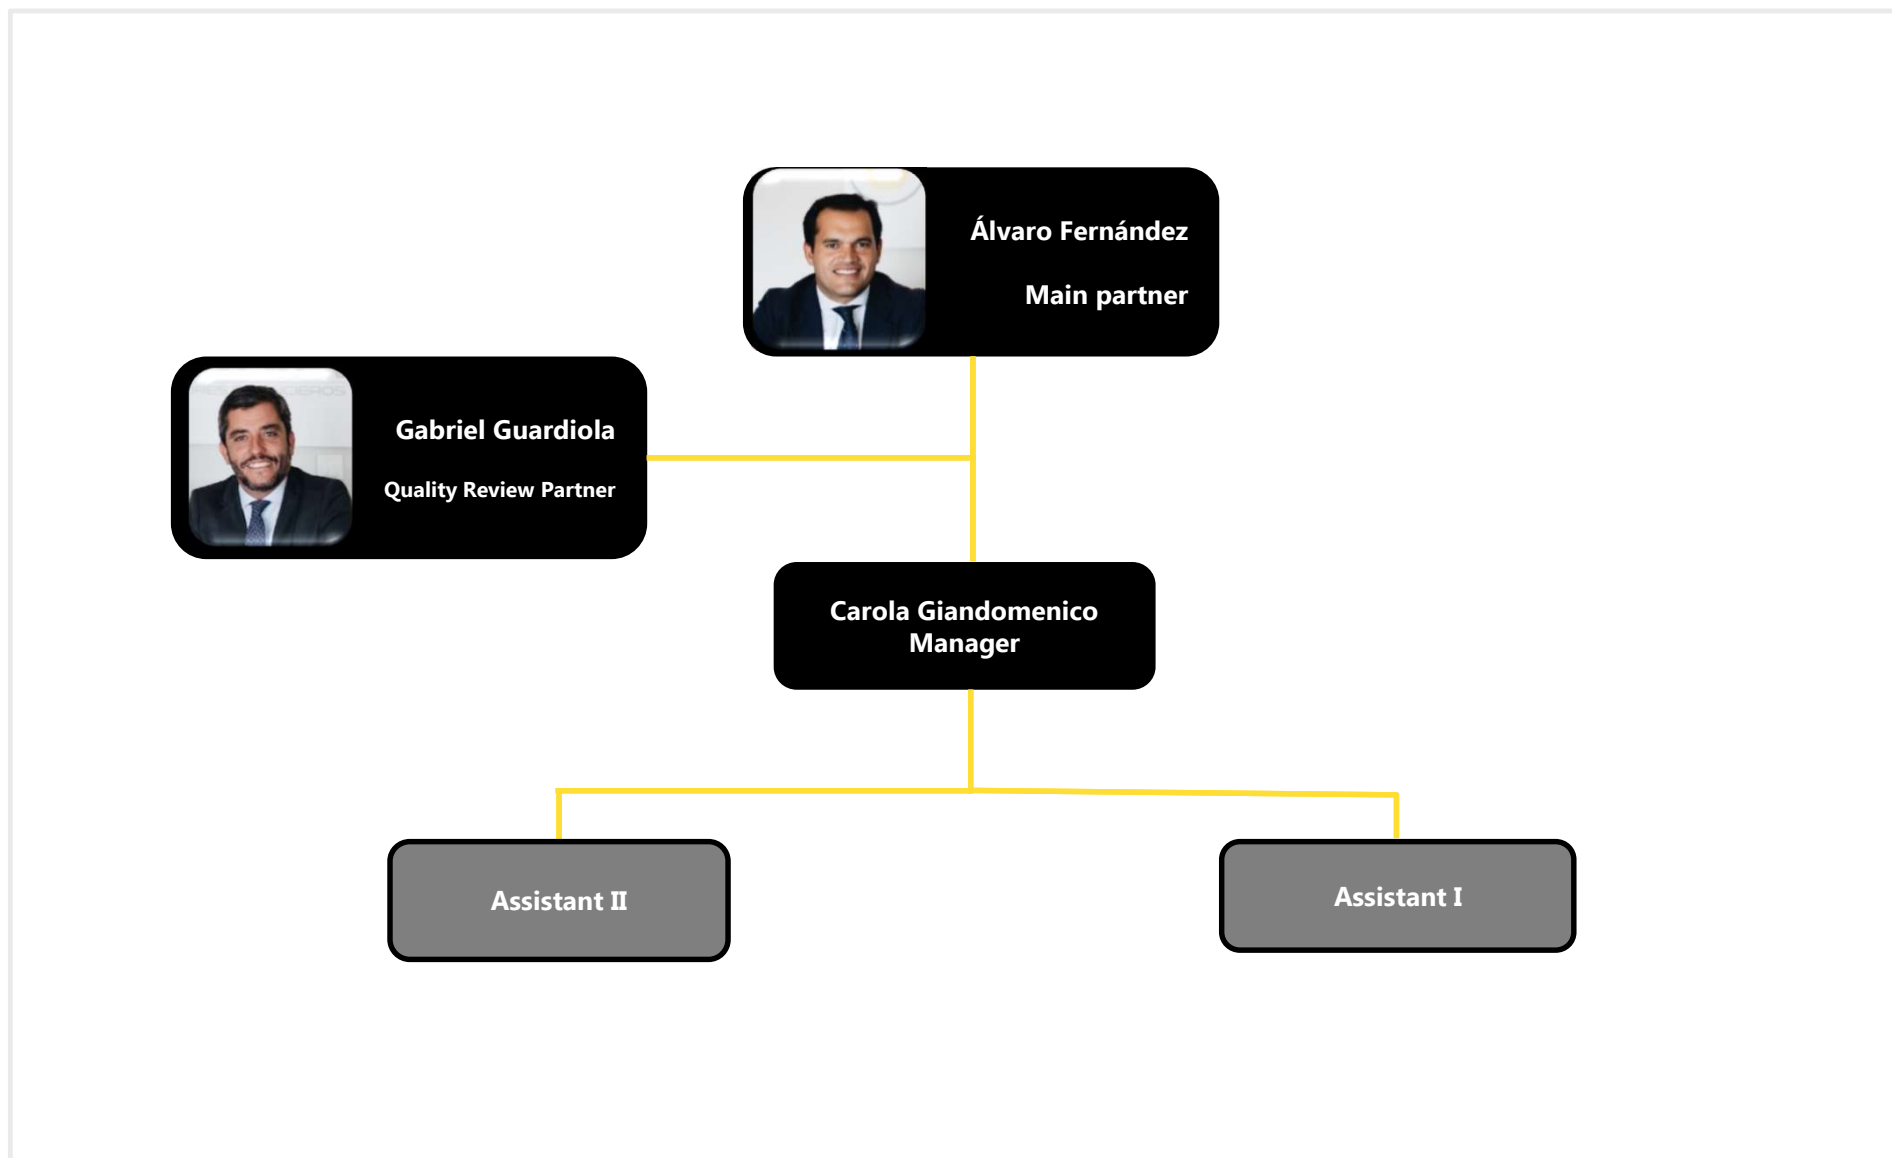 Álvaro Fernández
Main partner
Gabriel Guardiola
Quality Review Partner
Carola Giandomenico
Manager
Assistant II
Assistant I